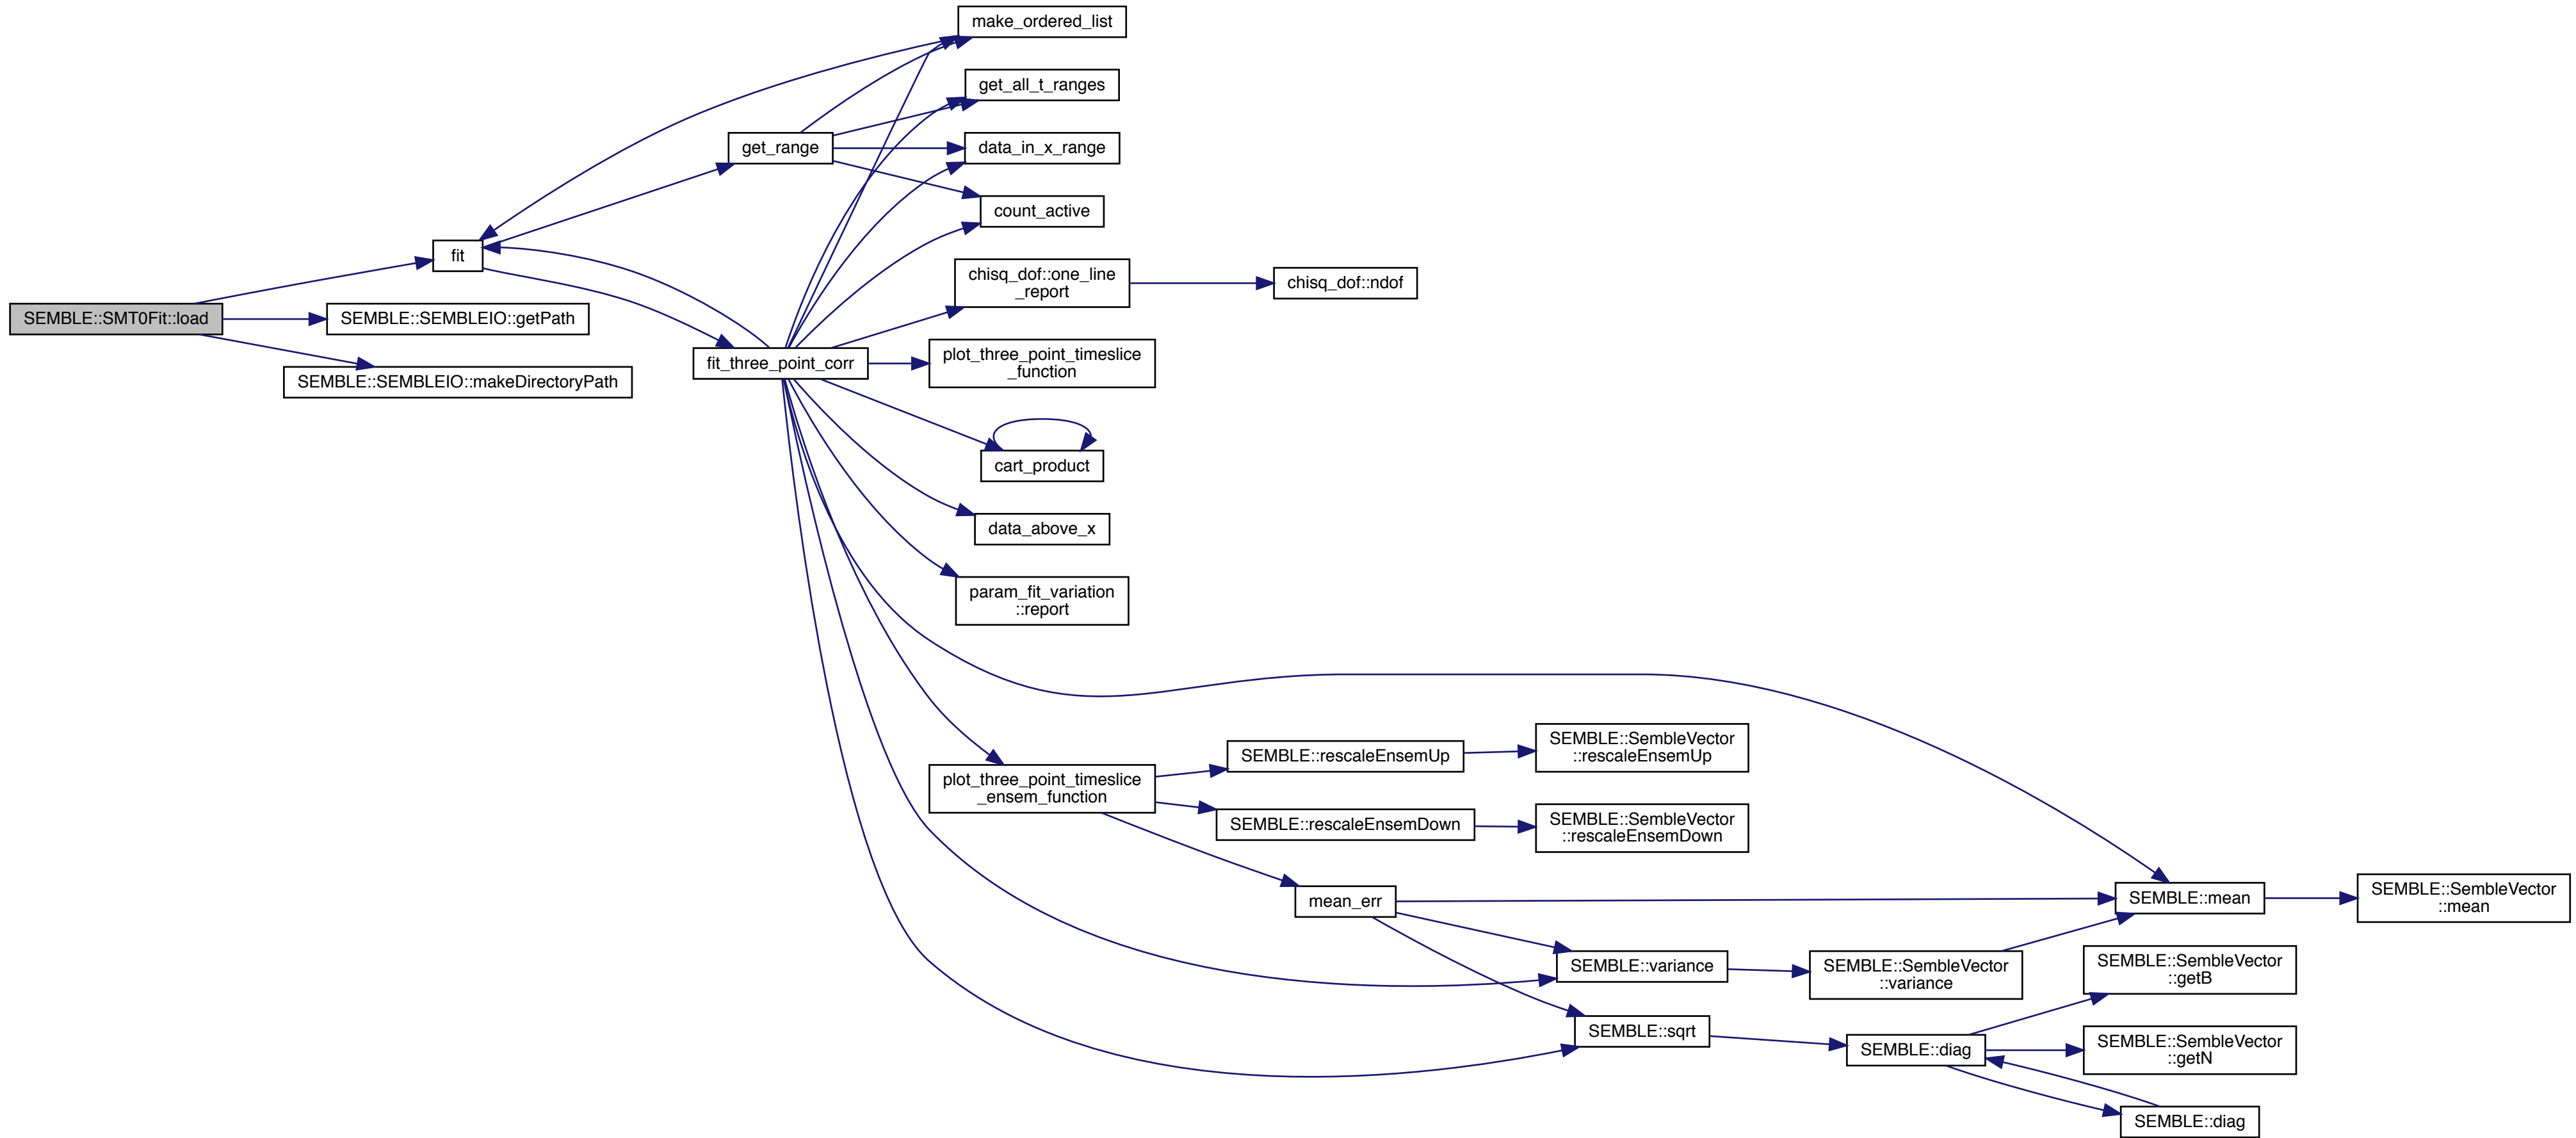 make_ordered_list
get_all_t_ranges
get_range
data_in_x_range
count_active
fit
chisq_dof::one_line
_report
chisq_dof::ndof
SEMBLE::SMT0Fit::load
SEMBLE::SEMBLEIO::getPath
SEMBLE::SEMBLEIO::makeDirectoryPath
fit_three_point_corr
plot_three_point_timeslice
_function
cart_product
data_above_x
param_fit_variation
::report
plot_three_point_timeslice
_ensem_function
SEMBLE::rescaleEnsemUp
SEMBLE::SembleVector
::rescaleEnsemUp
SEMBLE::rescaleEnsemDown
SEMBLE::SembleVector
::rescaleEnsemDown
mean_err
SEMBLE::mean
SEMBLE::SembleVector
::mean
SEMBLE::variance
SEMBLE::SembleVector
::variance
SEMBLE::SembleVector
::getB
SEMBLE::sqrt
SEMBLE::diag
SEMBLE::SembleVector
::getN
SEMBLE::diag